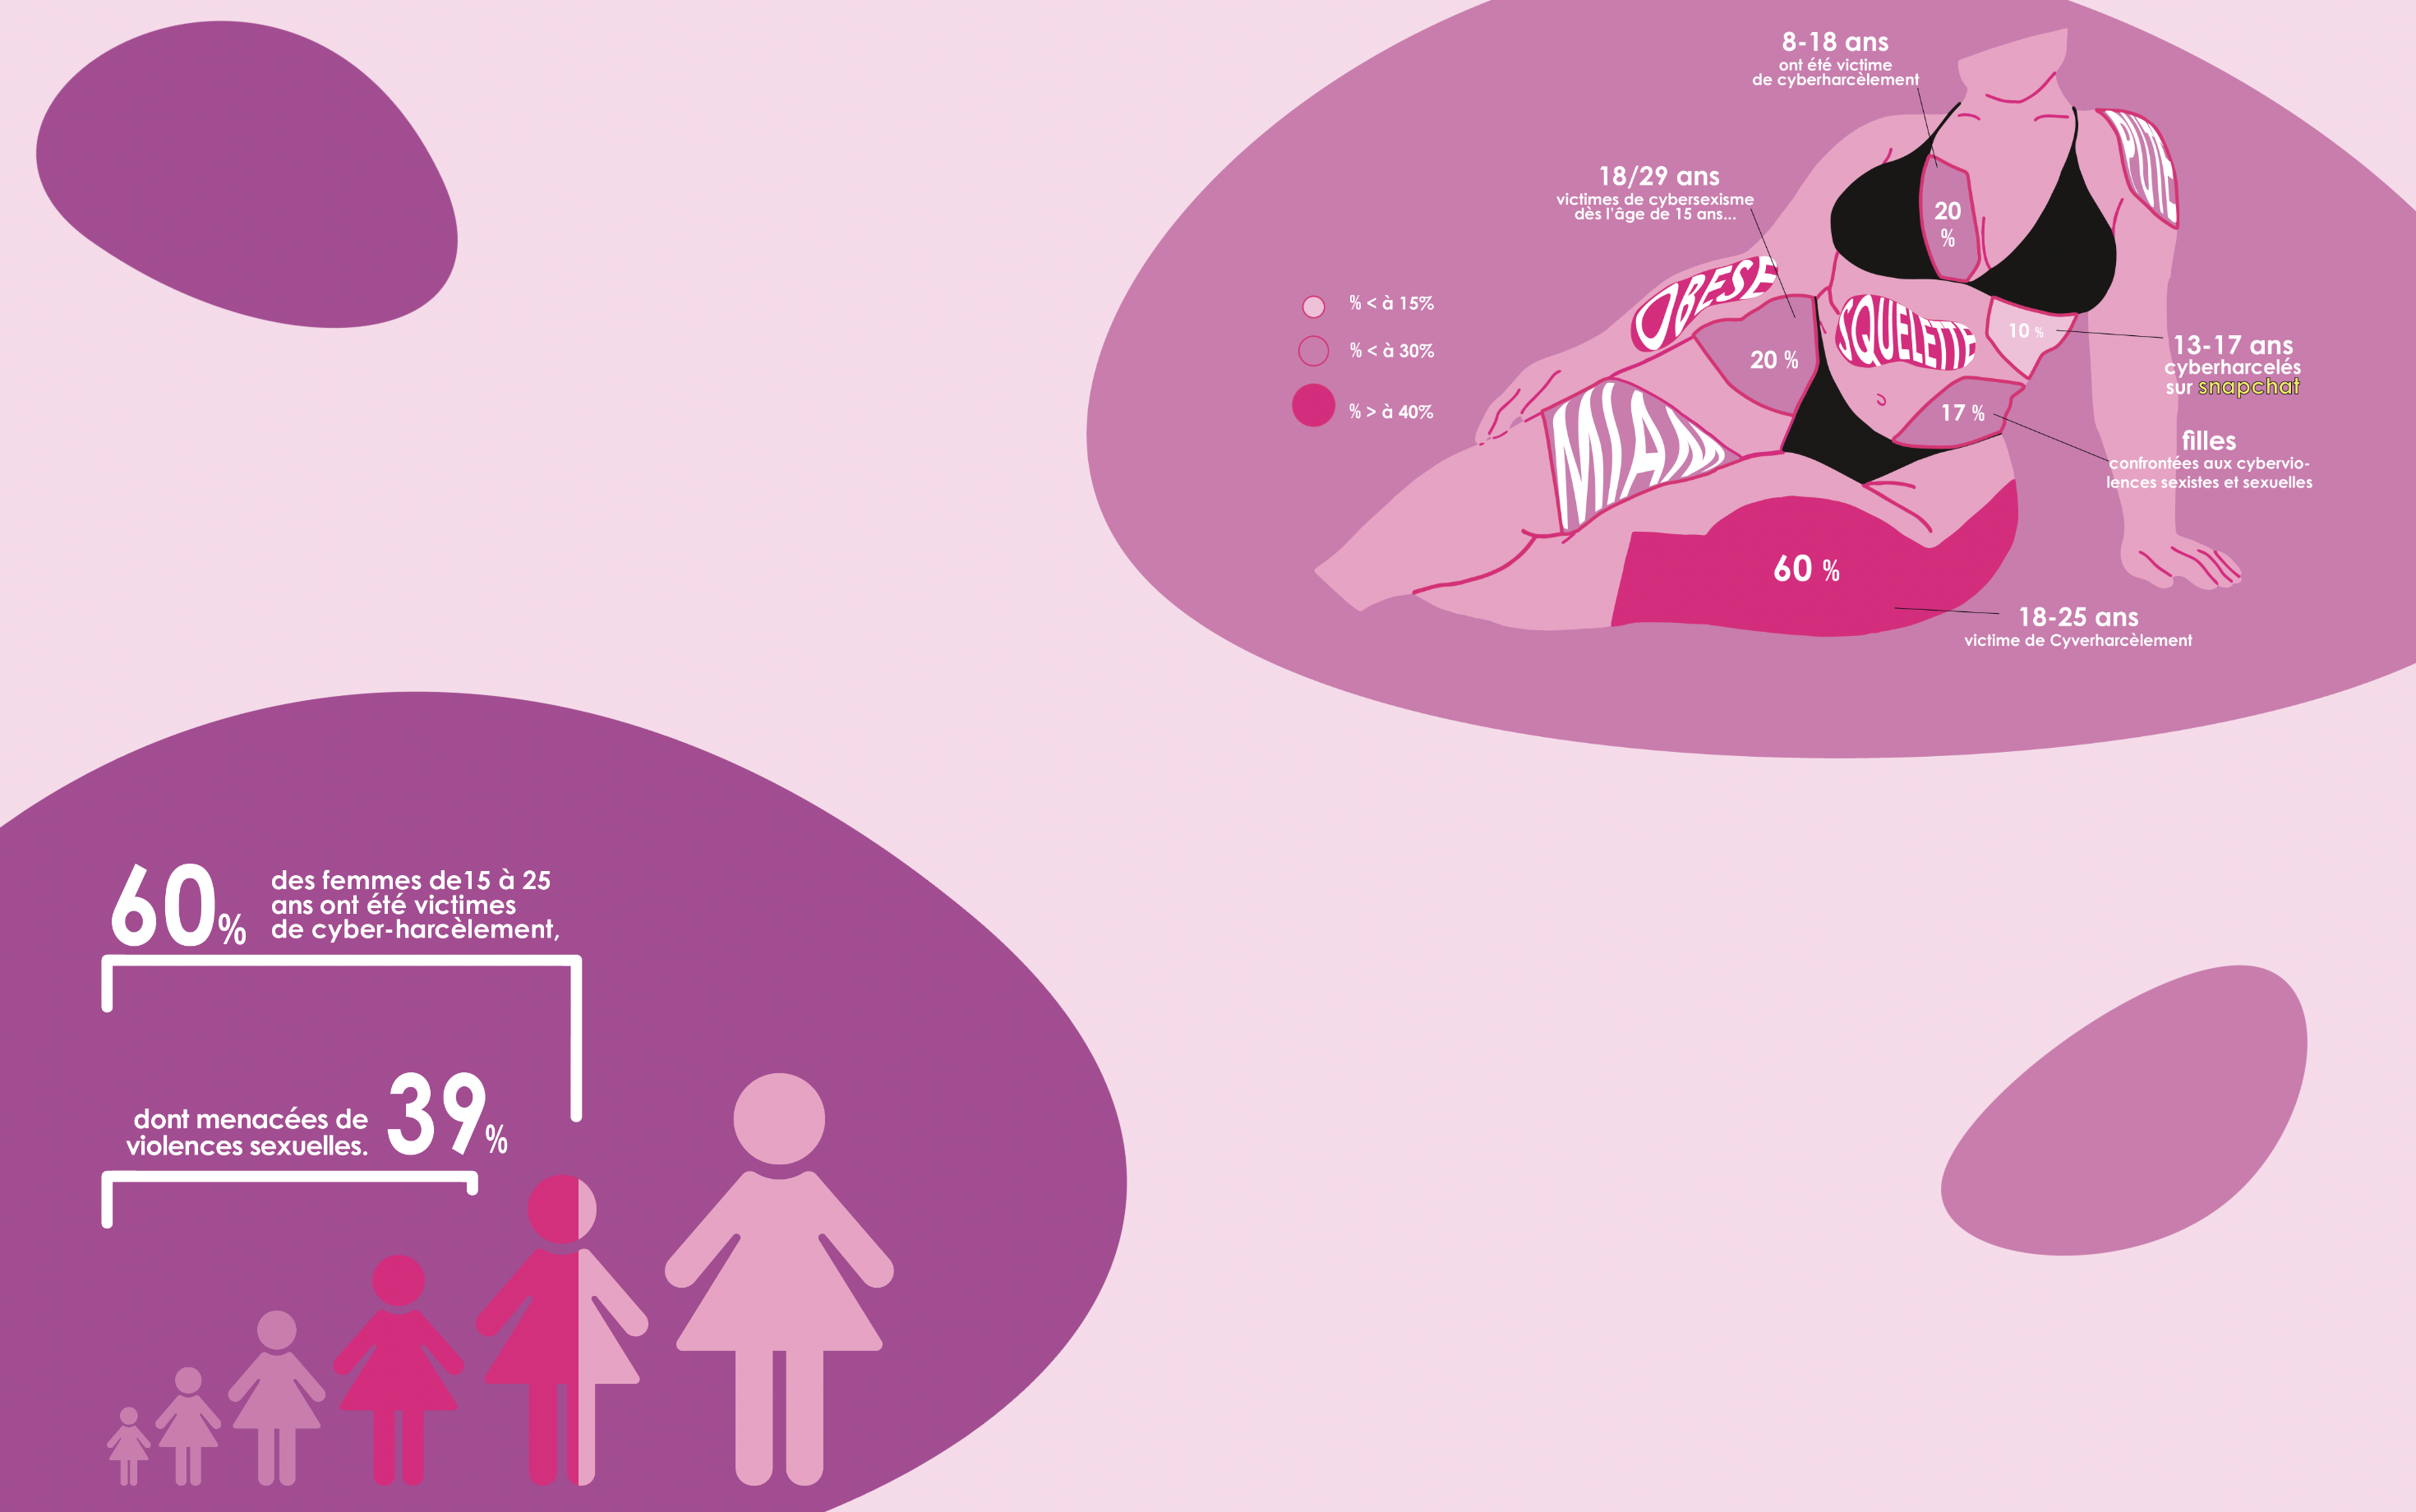 8-18 ans
ont été victime
de cyberharcèlement
18/29 ans
victimes de cybersexisme
dès l'âge de 15 ans...
20
%
OBESE
SQUELETTE
20 %
10 %
13-17 ans
cyberharcelés
sur snapchat
% < à 15%
% < à 30%
% > à 40%
17 %
filles
confrontées aux cybervio-
lences sexistes et sexuelles
MIAM
60 %
18-25 ans
victime de Cyverharcèlement
60%
des femmes de15 à 25
ans ont été victimes
de cyber-harcèlement,
dont menacées de
violences sexuelles.
39%